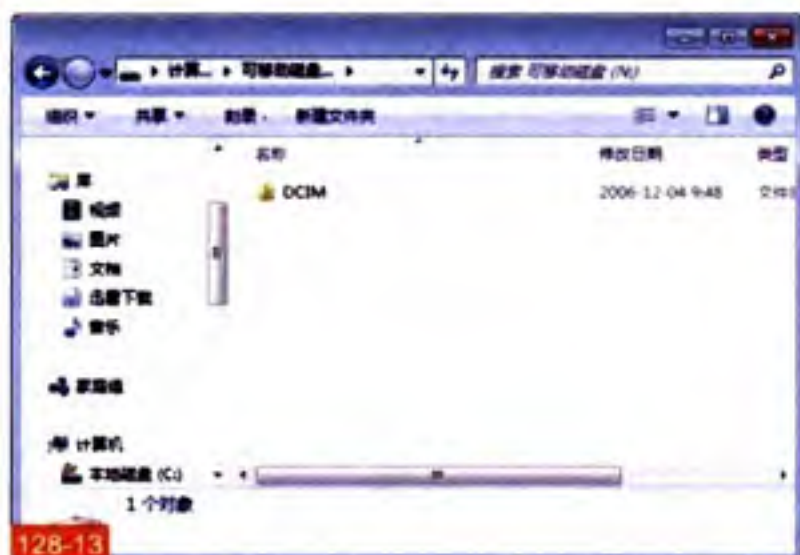 计算... 可移动磁盘... 搜索 可移动磁盘 (N:)
组织 共享 刻录 新建文件夹
名称 修改日期 类型
DCIM 2006-12-04 9:48
库
视频
图片
文档
迅雷下载
音乐
家庭组
计算机
本地磁盘 (C:)
1 个对象
128-13